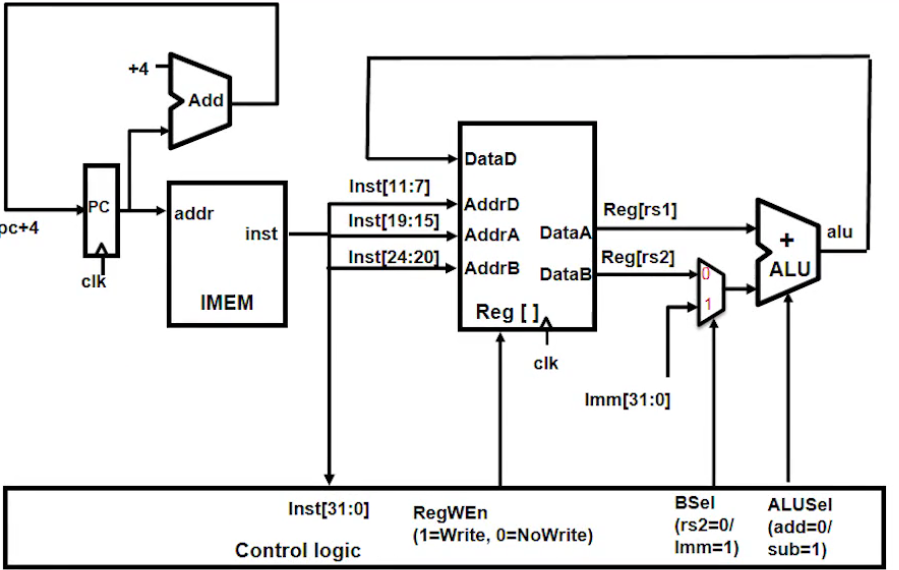 +4
Add
PC
pc+4
clk
addr
inst
IMEM
Inst[11:7]
Inst[19:15]
Inst[24:20]
DataD
AddrD
AddrA
AddrB
DataA
DataB
Reg [ ]
clk
Reg[rs1]
Reg[rs2]
0
1
Imm[31:0]
+
ALU
alu
Inst[31:0]
Control logic
RegWEn
(1=Write, 0=NoWrite)
BSel
(rs2=0/
Imm=1)
ALUSel
(add=0/
sub=1)